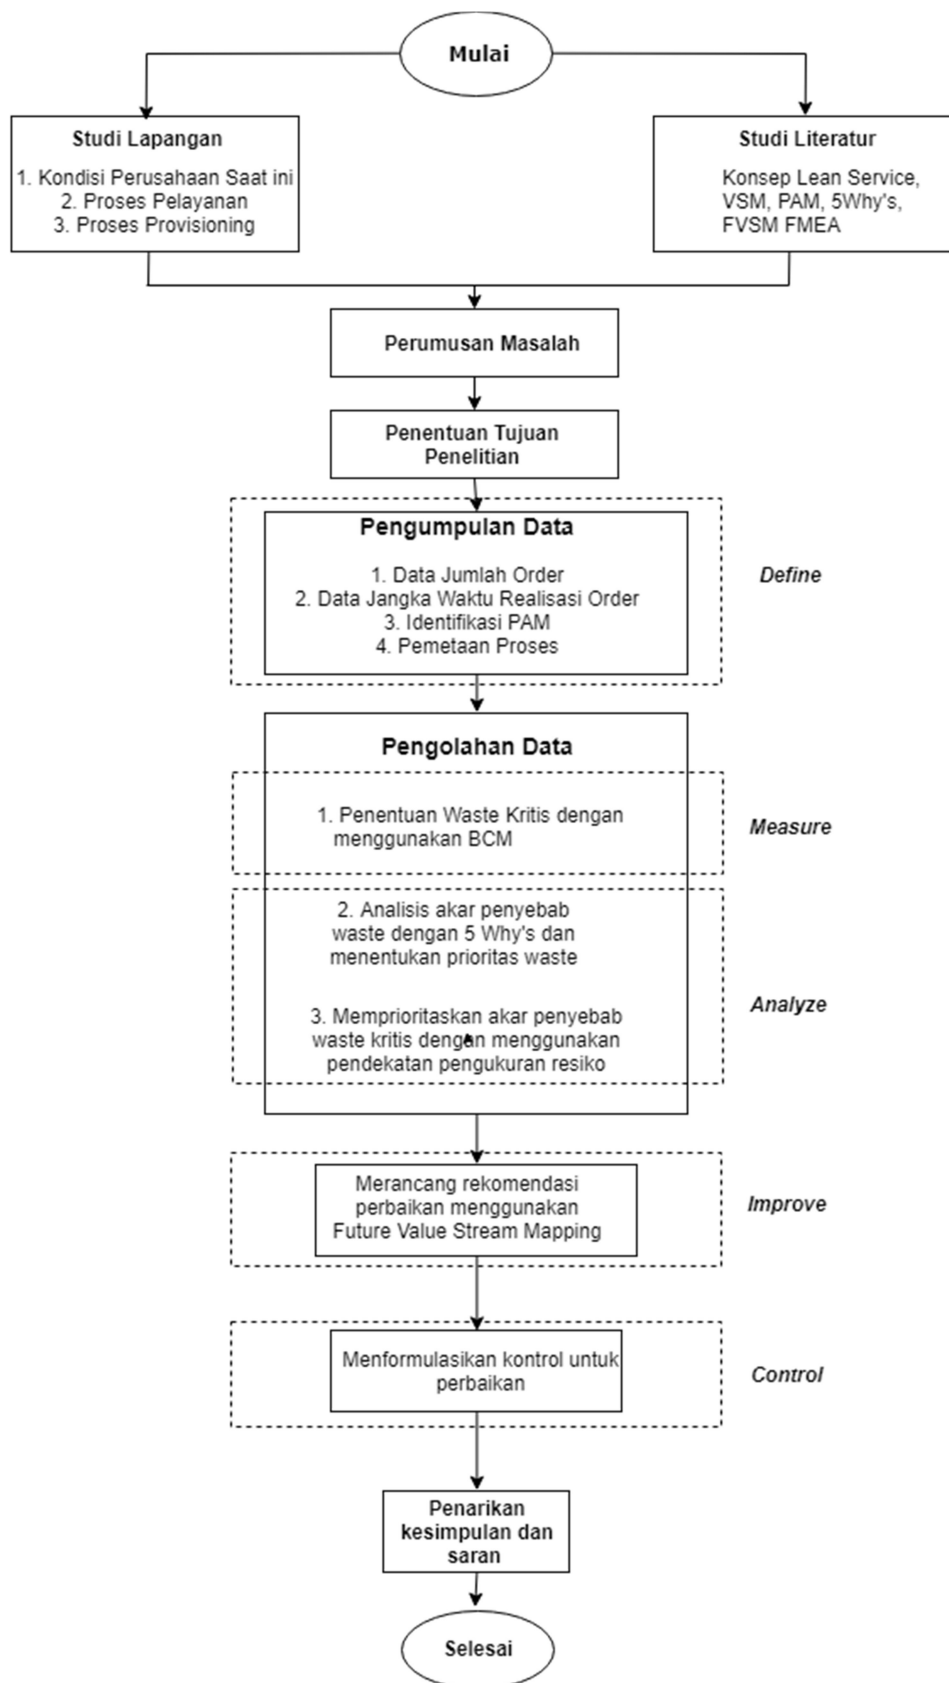 Mulai
Studi Lapangan
1. Kondisi Perusahaan Saat ini
2. Proses Pelayanan
3. Proses Provisioning
Studi Literatur
Konsep Lean Service,
VSM, PAM, 5Why's,
FVSM FMEA
Perumusan Masalah
Penentuan Tujuan
Penelitian
Pengumpulan Data
1. Data Jumlah Order
2. Data Jangka Waktu Realisasi Order
3. Identifikasi PAM
4. Pemetaan Proses
Define
Pengolahan Data
1. Penentuan Waste Kritis dengan
menggunakan BCM
Measure
2. Analisis akar penyebab
waste dengan 5 Why's dan
menentukan prioritas waste
3. Memprioritaskan akar penyebab
waste kritis dengan menggunakan
pendekatan pengukuran resiko
Analyze
Merancang rekomendasi
perbaikan menggunakan
Future Value Stream Mapping
Improve
Menformulasikan kontrol untuk
perbaikan
Control
Penarikan
kesimpulan dan
saran
Selesai